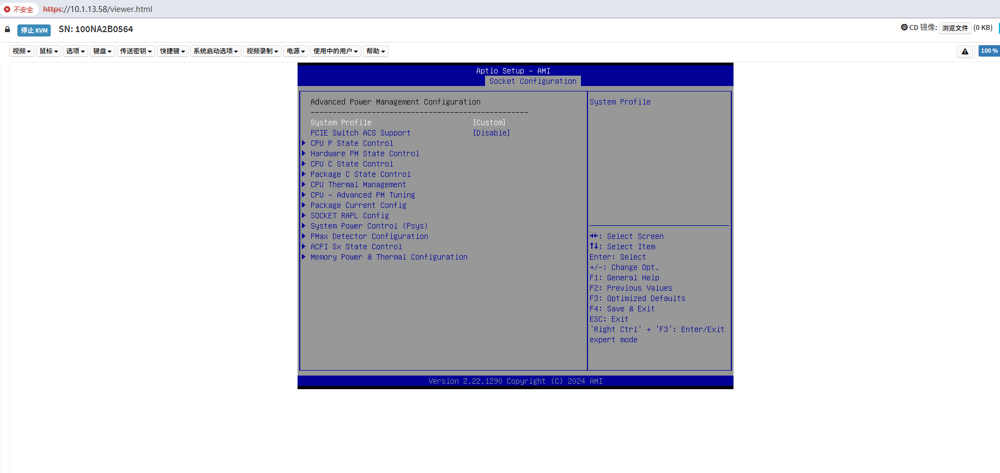 不安全 https://10.1.13.58/viewer.html
停止 KVM SN: 100NA2B0564 CD 镜像: 浏览文件 (0 KB)
视频 鼠标 选项 键盘 传送密钥 快捷键 系统启动选项 视频录制 电源 使用中的用户 帮助 100 %
Aptio Setup - AMI
Socket Configuration
Advanced Power Management Configuration
--------------------------------------------------
System Profile [Custom]
PCIE Switch ACS Support [Disable]
CPU P State Control
Hardware PM State Control
CPU C State Control
Package C State Control
CPU Thermal Management
CPU - Advanced PM Tuning
Package Current Config
SOCKET RAPL Config
System Power Control (Psys)
PMax Detector Configuration
ACPI Sx State Control
Memory Power & Thermal Configuration
System Profile
→←: Select Screen
↑↓: Select Item
Enter: Select
+/-: Change Opt.
F1: General Help
F2: Previous Values
F3: Optimized Defaults
F4: Save & Exit
ESC: Exit
'Right Ctrl' + 'F3': Enter/Exit
expert mode
Version 2.22.1290 Copyright (C) 2024 AMI